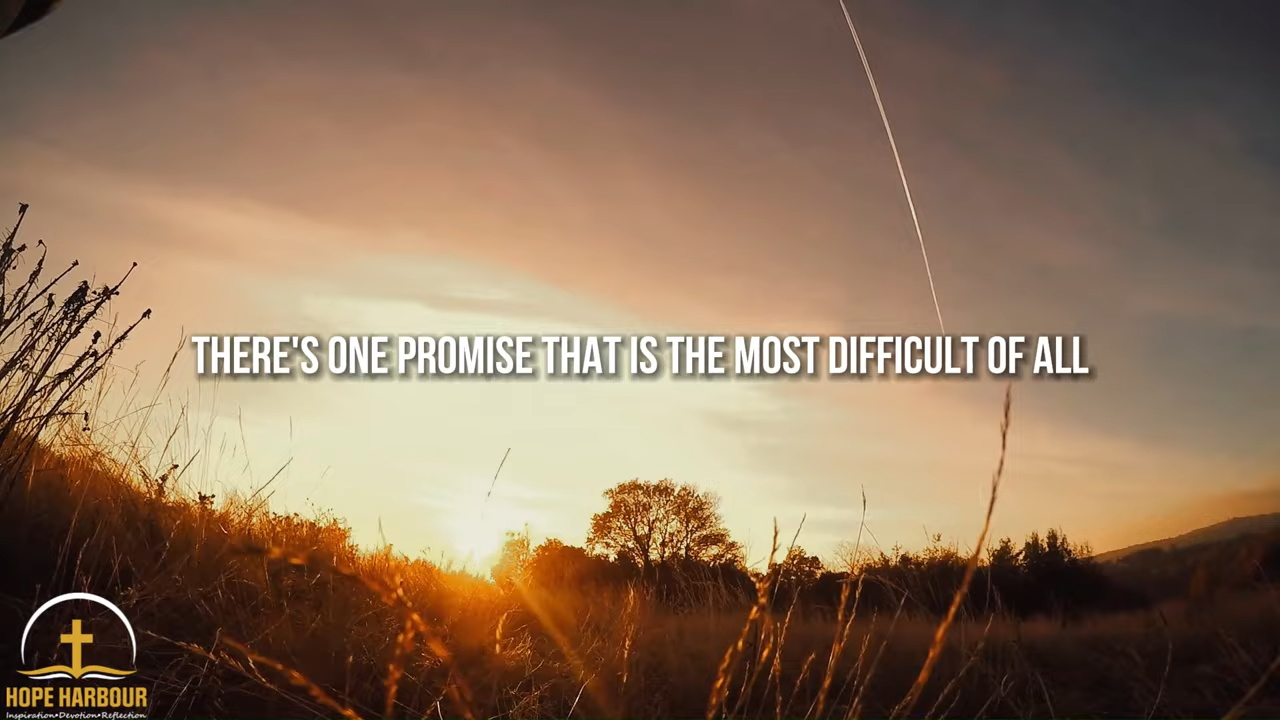 THERE'S ONE PROMISE THAT IS THE MOST DIFFICULT OF ALL
HOPE HARBOUR
Inspiration•Devotion•Reflection